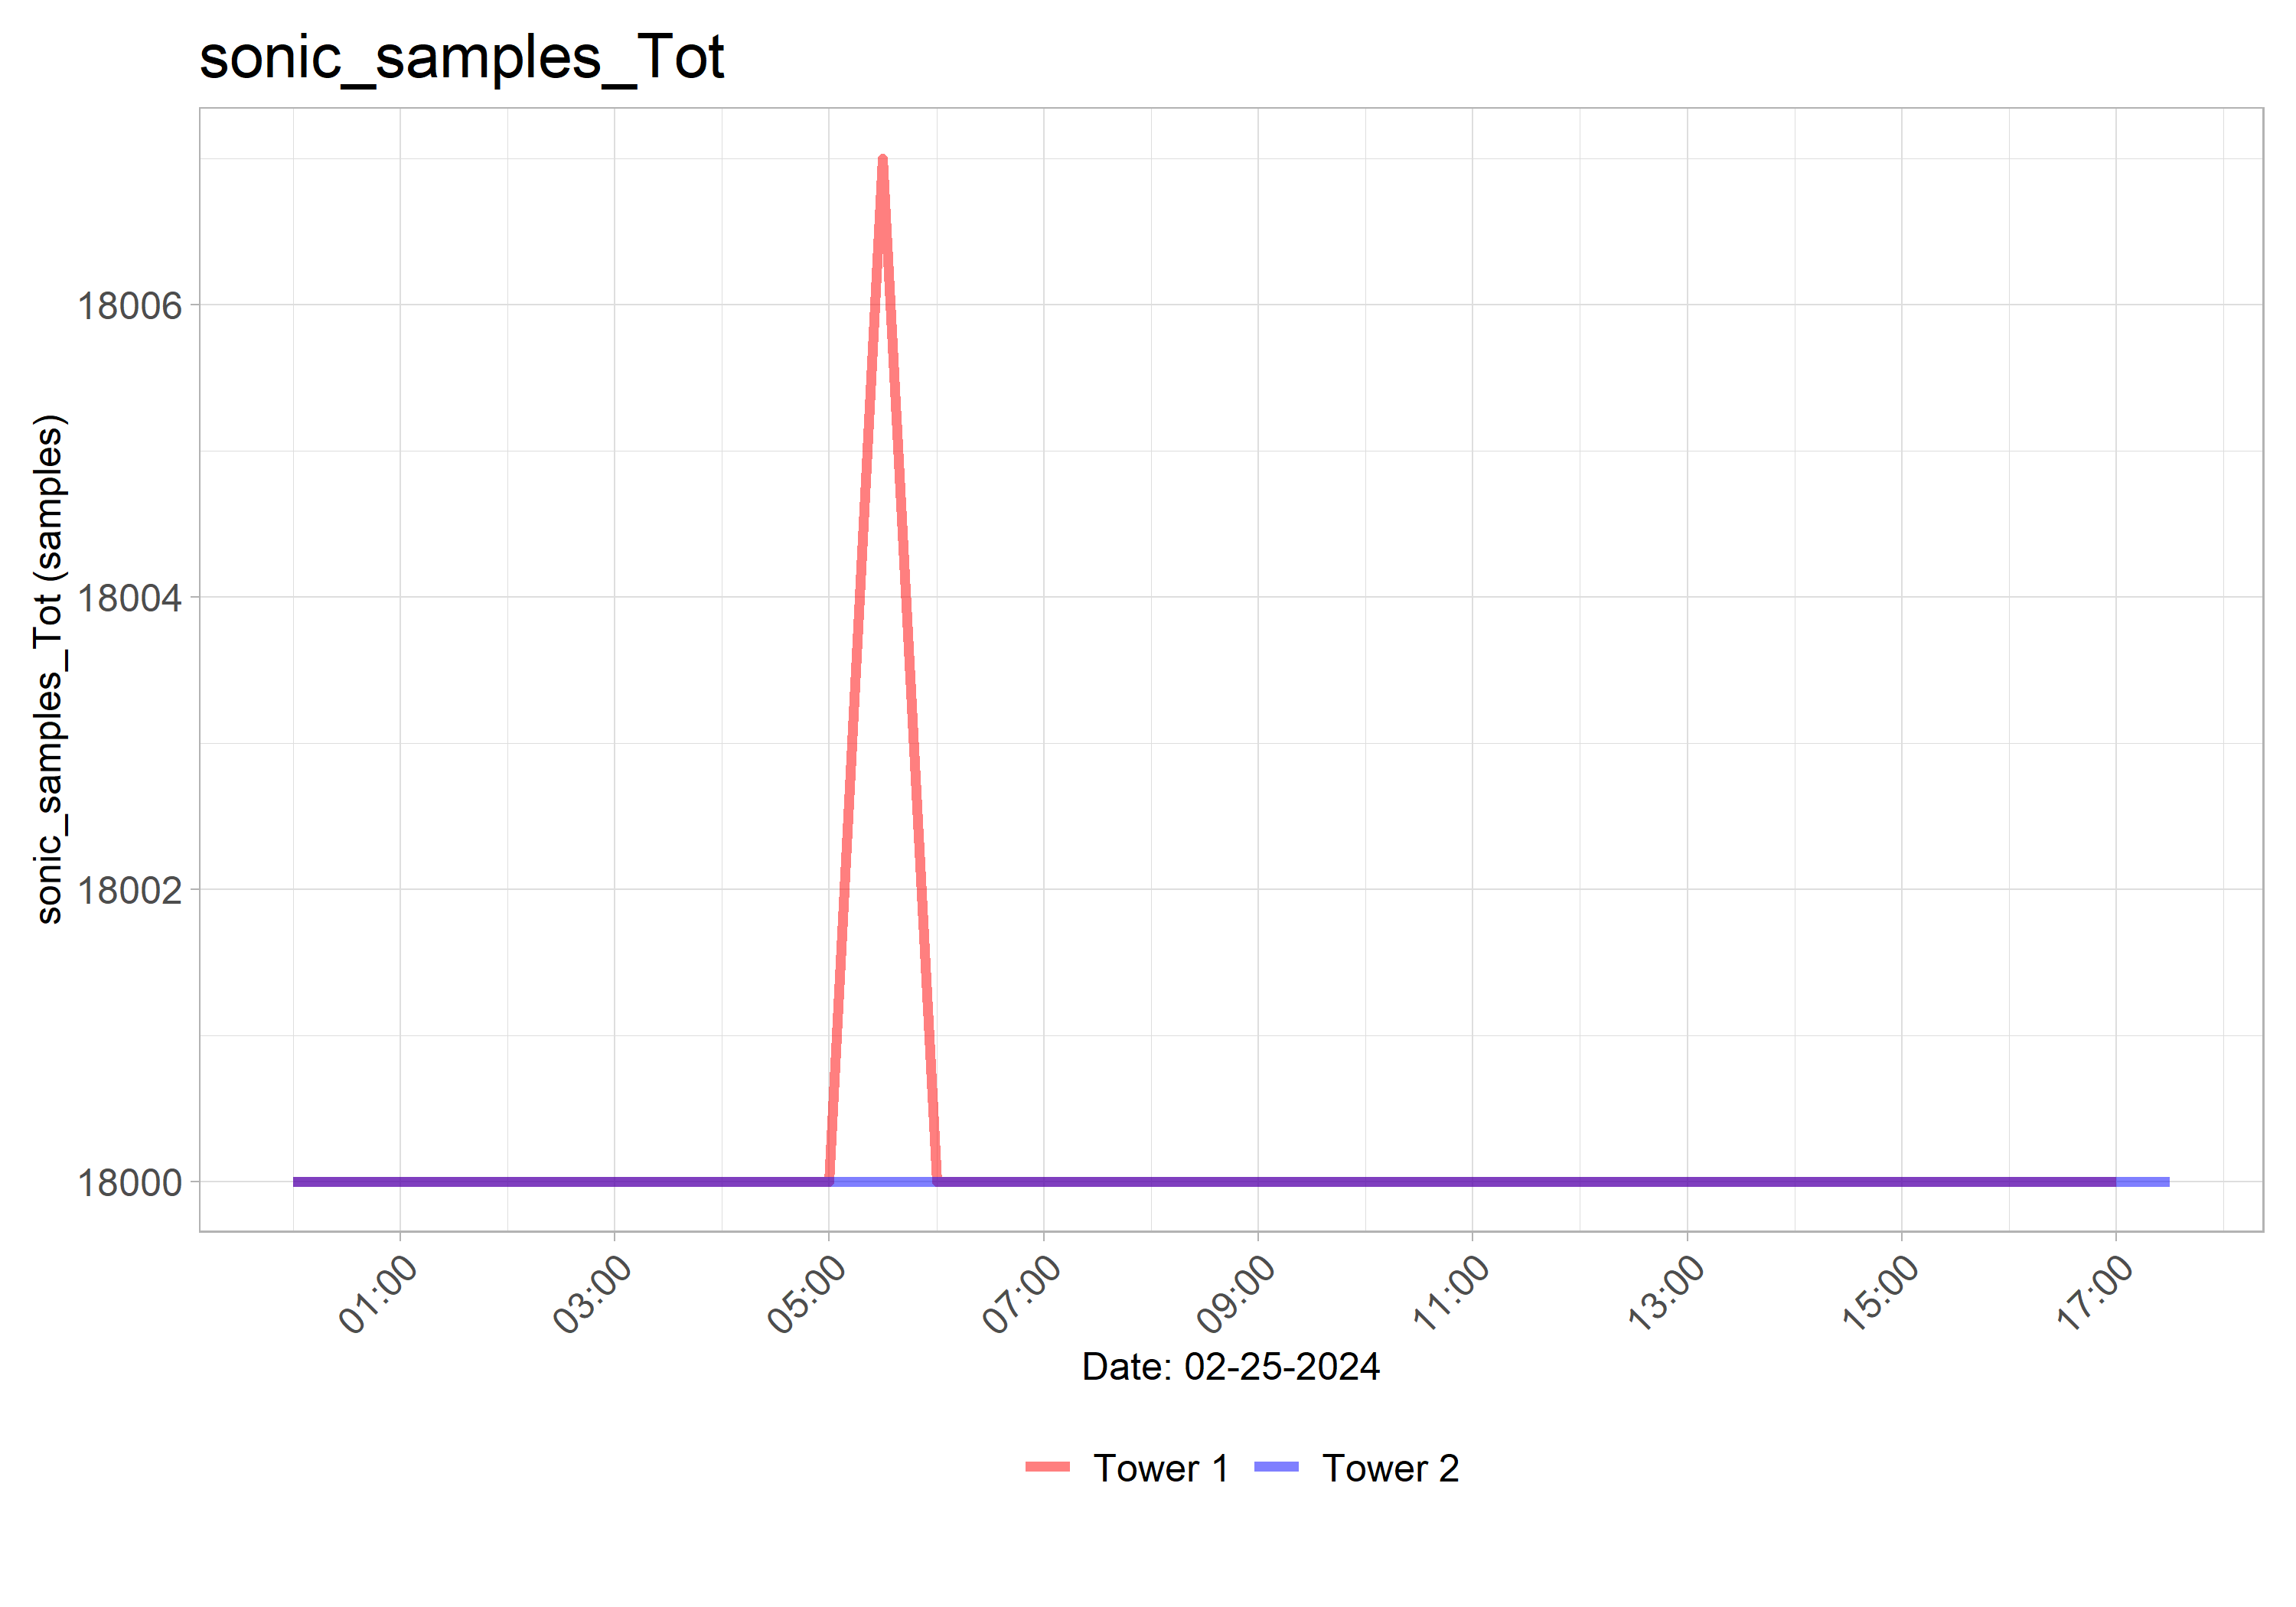 sonic_samples_Tot
sonic_samples_Tot (samples)
18006
18004
18002
18000
01:00
03:00
05:00
07:00
09:00
11:00
13:00
15:00
17:00
Date: 02-25-2024
Tower 1
Tower 2